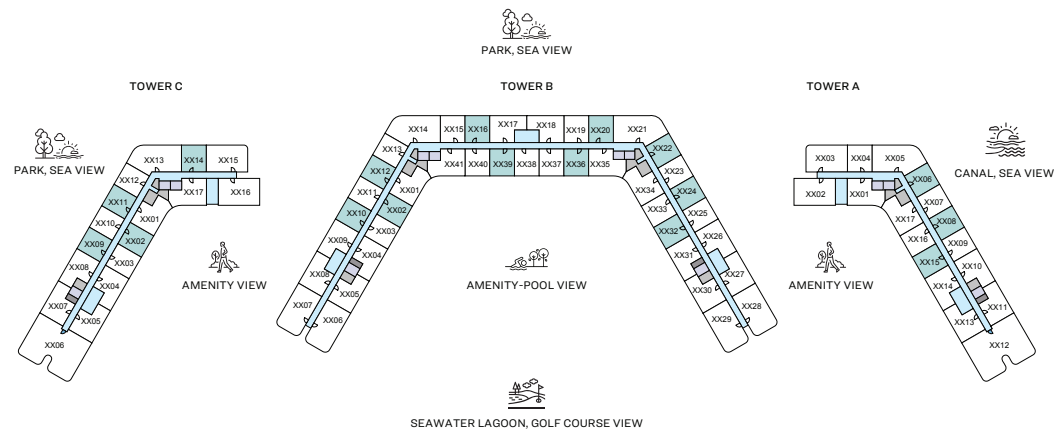 PARK, SEA VIEW
TOWER C
TOWER B
TOWER A
PARK, SEA VIEW
CANAL, SEA VIEW
XX13
XX14
XX15
XX12
XX17
XX16
XX11
XX01
XX10
XX02
XX09
XX03
XX08
XX04
XX07
XX05
XX06
AMENITY VIEW
XX14
XX15
XX16
XX17
XX18
XX19
XX20
XX21
XX13
XX41
XX40
XX39
XX38
XX37
XX36
XX35
XX22
XX12
XX01
XX34
XX23
XX11
XX02
XX33
XX24
XX10
XX03
XX32
XX25
XX09
XX04
XX31
XX26
XX08
XX05
XX30
XX27
XX07
XX06
XX29
XX28
AMENITY-POOL VIEW
XX03
XX04
XX05
XX02
XX01
XX06
XX17
XX07
XX16
XX08
XX15
XX09
XX14
XX10
XX13
XX11
XX12
AMENITY VIEW
SEAWATER LAGOON, GOLF COURSE VIEW